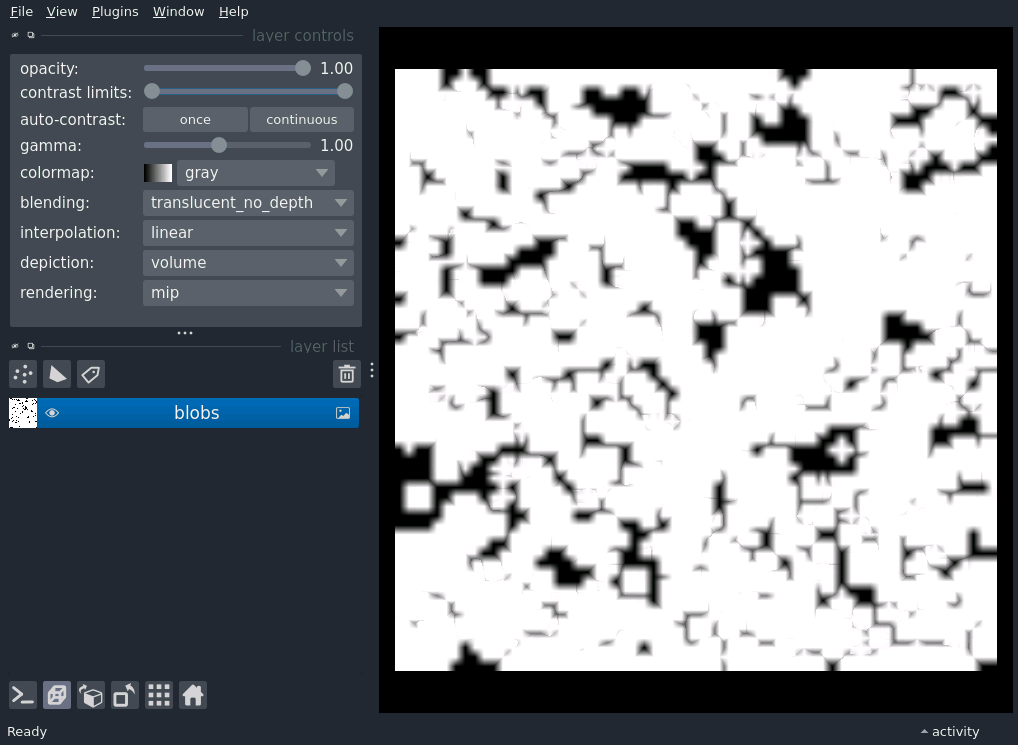 File View Plugins Window Help
layer controls
opacity: 1.00
contrast limits:
auto-contrast: once continuous
gamma: 1.00
colormap: gray
blending: translucent_no_depth
interpolation: linear
depiction: volume
rendering: mip
layer list
blobs
Ready activity